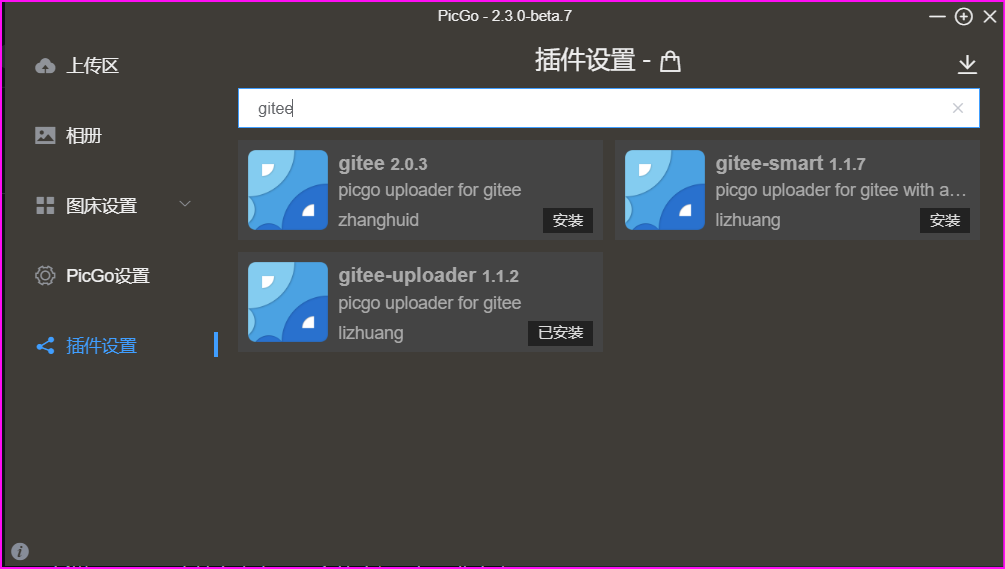 PicGo - 2.3.0-beta.7
上传区
相册
图床设置
PicGo设置
插件设置
插件设置 -
gitee
gitee 2.0.3
picgo uploader for gitee
zhanghuid
安装
gitee-smart 1.1.7
picgo uploader for gitee with a…
lizhuang
安装
gitee-uploader 1.1.2
picgo uploader for gitee
lizhuang
已安装